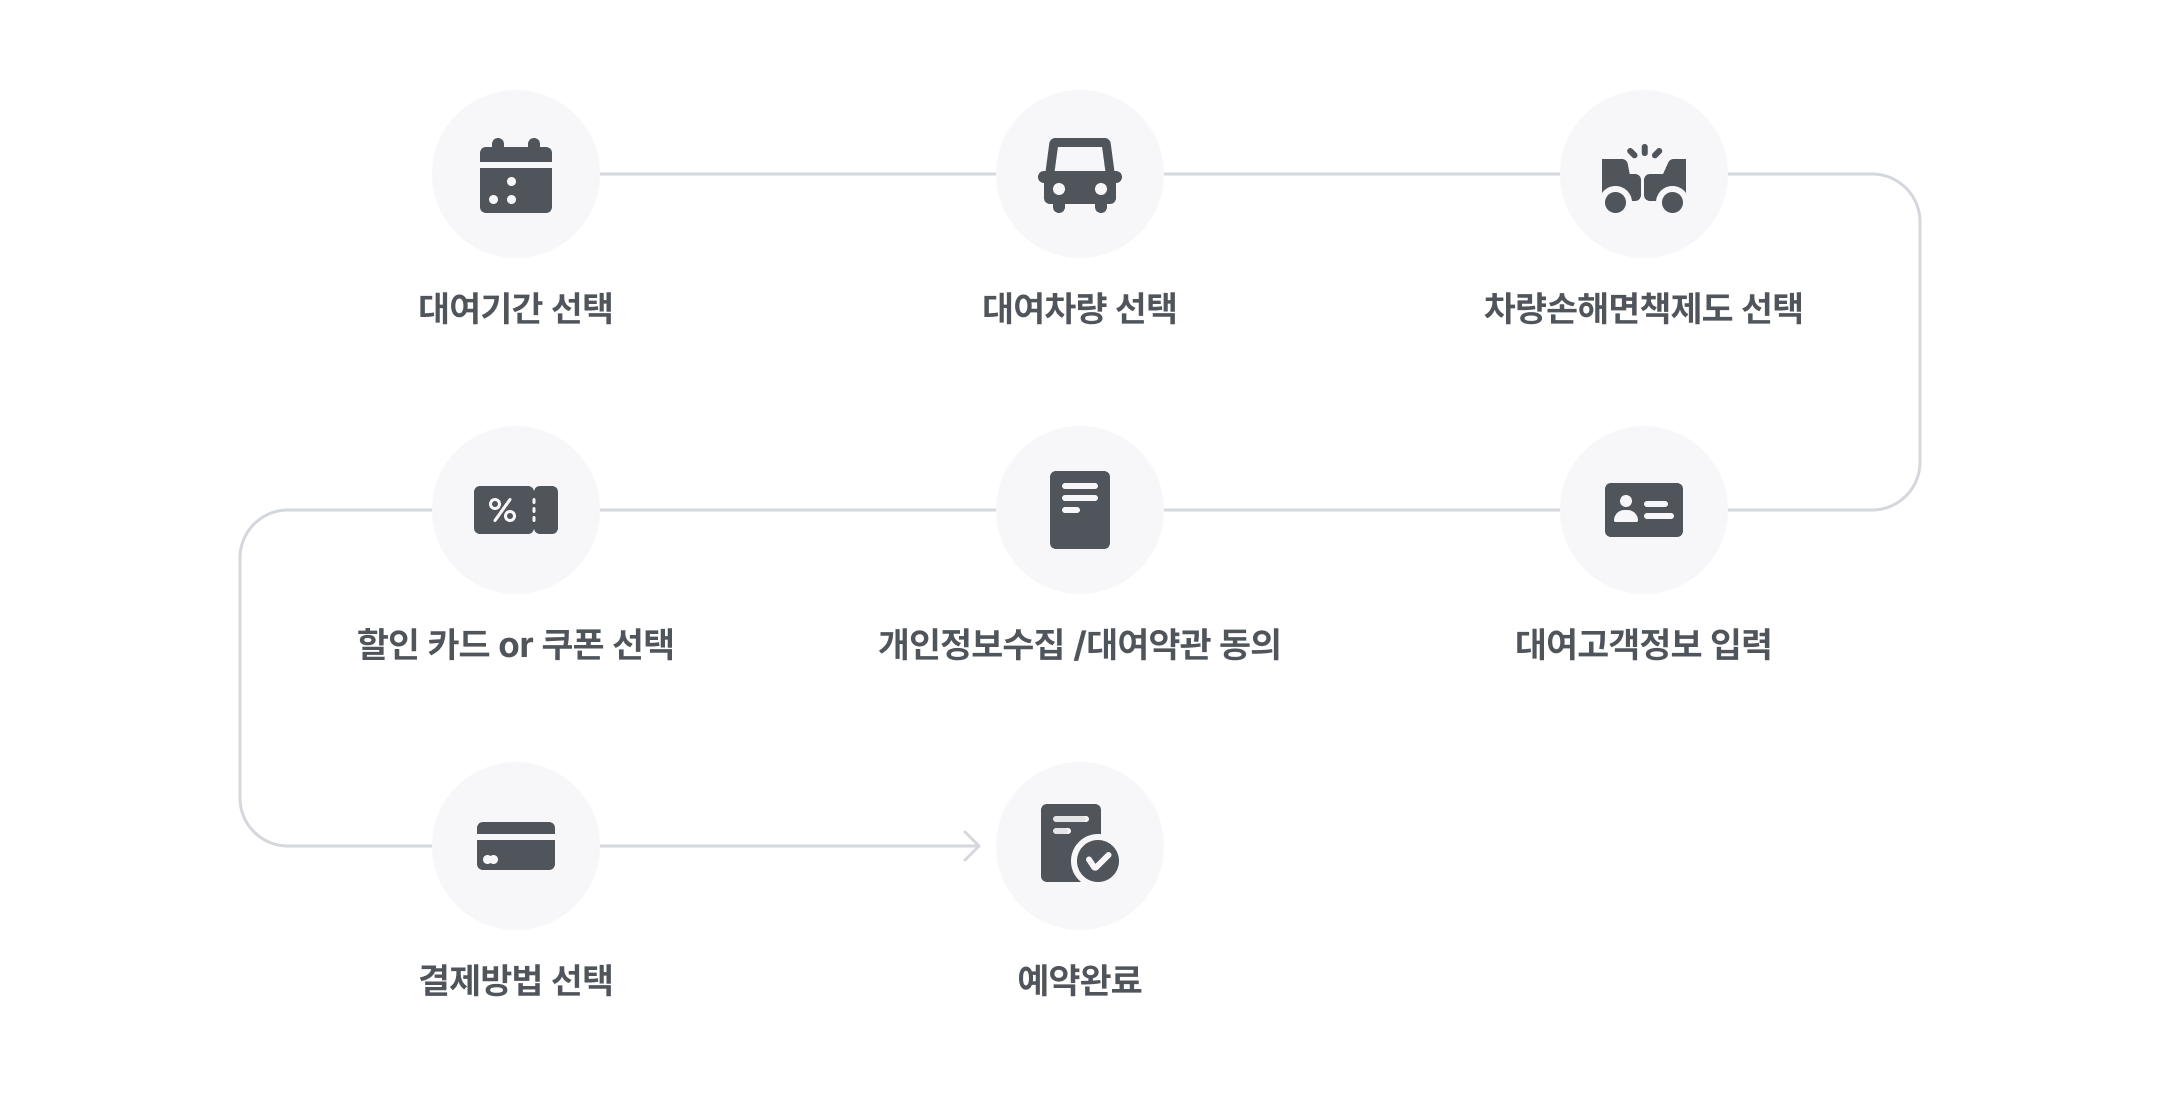 대여기간 선택
대여차량 선택
차량손해면책제도 선택
대여고객정보 입력
개인정보수집 /대여약관 동의
할인 카드 or 쿠폰 선택
결제방법 선택
예약완료